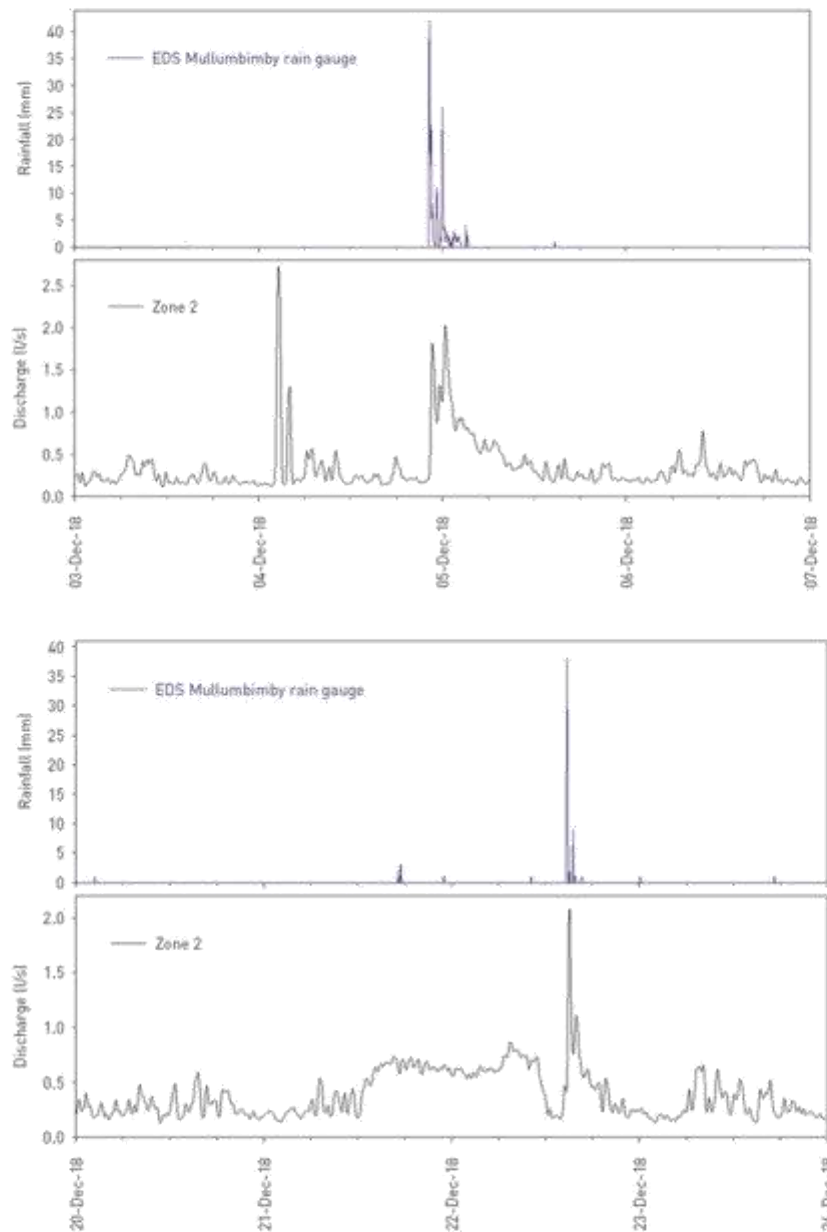 40
35
30
25
20
15
10
5
0
Rainfall (mm)
EDS Mullumbimby rain gauge
2.5
2.0
1.5
1.0
0.5
0.0
Discharge (l/s)
Zone 2
03-Dec-18
04-Dec-18
05-Dec-18
06-Dec-18
07-Dec-18
40
35
30
25
20
15
10
5
0
Rainfall (mm)
EDS Mullumbimby rain gauge
2.0
1.5
1.0
0.5
0.0
Discharge (l/s)
Zone 2
20-Dec-18
21-Dec-18
22-Dec-18
23-Dec-18